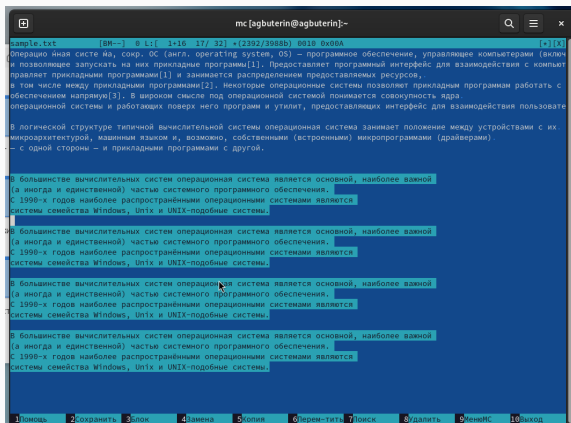 mc [agbuterin@agbuterin]:~
sample.txt [BM--] 0 L:[ 1+16 17/ 32] *(2392/3988b) 0010 0x0A [*][X]
Операцио́нная систе́ма, сокр. ОС (англ. operating system, OS) — программное обеспечение, управляющее компьютерами (включ
и позволяющее запускать на них прикладные программы[1]. Предоставляет программный интерфейс для взаимодействия с компьют
правляет прикладными программами[1] и занимается распределением предоставляемых ресурсов,.
в том числе между прикладными программами[2]. Некоторые операционные системы позволяют прикладным программам работать с
обеспечением напрямую[3]. В широком смысле под операционной системой понимается совокупность ядра
операционной системы и работающих поверх него программ и утилит, предоставляющих интерфейс для взаимодействия пользовате
В логической структуре типичной вычислительной системы операционная система занимает положение между устройствами с их
микроархитектурой, машинным языком и, возможно, собственными (встроенными) микропрограммами (драйверами)
— с одной стороны — и прикладными программами с другой.
В большинстве вычислительных систем операционная система является основной, наиболее важной
(а иногда и единственной) частью системного программного обеспечения.
С 1990-х годов наиболее распространёнными операционными системами являются
системы семейства Windows, Unix и UNIX-подобные системы.
В большинстве вычислительных систем операционная система является основной, наиболее важной
(а иногда и единственной) частью системного программного обеспечения.
С 1990-х годов наиболее распространёнными операционными системами являются
системы семейства Windows, Unix и UNIX-подобные системы.
В большинстве вычислительных систем операционная система является основной, наиболее важной
(а иногда и единственной) частью системного программного обеспечения.
С 1990-х годов наиболее распространёнными операционными системами являются
системы семейства Windows, Unix и UNIX-подобные системы.
В большинстве вычислительных систем операционная система является основной, наиболее важной
(а иногда и единственной) частью системного программного обеспечения.
С 1990-х годов наиболее распространёнными операционными системами являются
системы семейства Windows, Unix и UNIX-подобные системы.
1Помощь 2Сохранить 3Блок 4Замена 5Копия 6Перем~тить 7Поиск 8Удалить 9МенюMC 10Выход